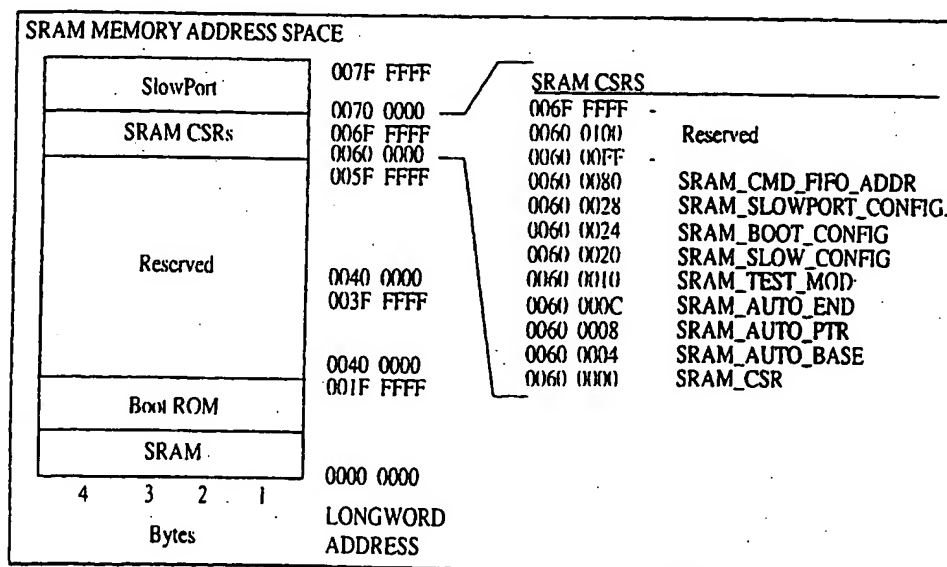 SRAM MEMORY ADDRESS SPACE
SlowPort
SRAM CSRs
Reserved
Boot ROM
SRAM
4 3 2 1
Bytes
007F FFFF
0070 0000
006F FFFF
0060 0000
005F FFFF
0040 0000
003F FFFF
0040 0000
001F FFFF
0000 0000
LONGWORD
ADDRESS
SRAM CSRS
006F FFFF -
0060 0100 Reserved
0060 00FF -
0060 0080 SRAM_CMD_FIFO_ADDR
0060 0028 SRAM_SLOWPORT_CONFIG
0060 0024 SRAM_BOOT_CONFIG
0060 0020 SRAM_SLOW_CONFIG
0060 0010 SRAM_TEST_MOD
0060 000C SRAM_AUTO_END
0060 0008 SRAM_AUTO_PTR
0060 0004 SRAM_AUTO_BASE
0060 0000 SRAM_CSR